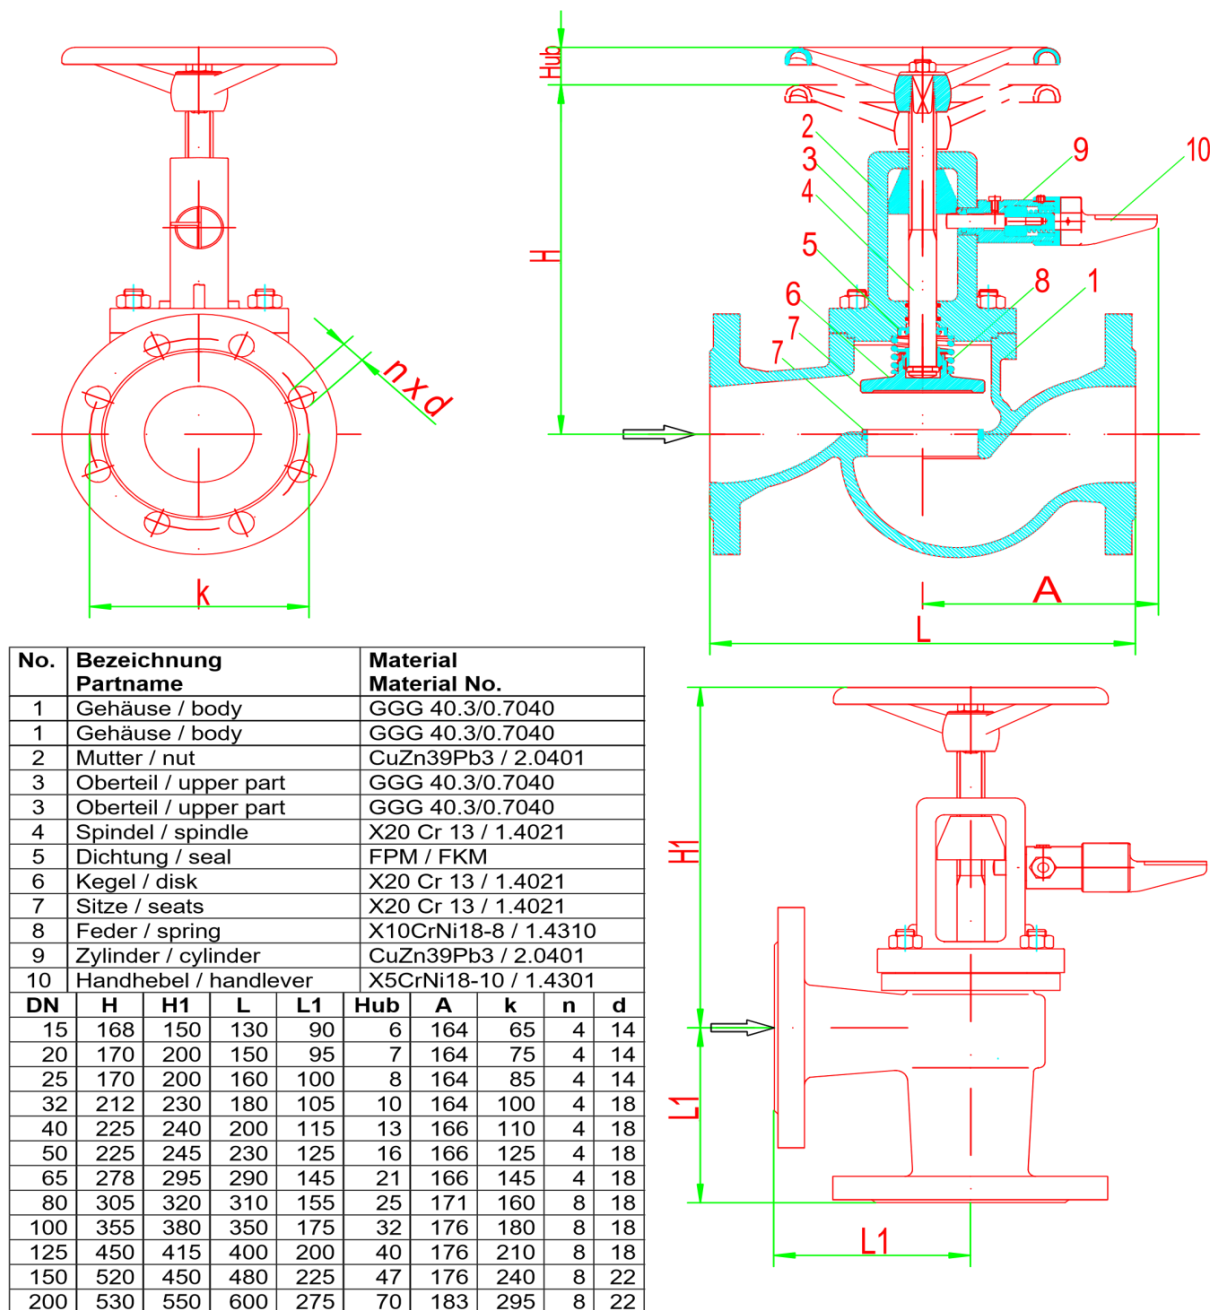 Hub
H
2
3
4
5
6
7
7
8
1
9
10
n x d
k
A
L
No. Bezeichnung Material
Partname Material No.
1 Gehäuse / body GGG 40.3/0.7040
1 Gehäuse / body GGG 40.3/0.7040
2 Mutter / nut CuZn39Pb3 / 2.0401
3 Oberteil / upper part GGG 40.3/0.7040
3 Oberteil / upper part GGG 40.3/0.7040
4 Spindel / spindle X20 Cr 13 / 1.4021
5 Dichtung / seal FPM / FKM
6 Kegel / disk X20 Cr 13 / 1.4021
7 Sitze / seats X20 Cr 13 / 1.4021
8 Feder / spring X10CrNi18-8 / 1.4310
9 Zylinder / cylinder CuZn39Pb3 / 2.0401
10 Handhebel / handlever X5CrNi18-10 / 1.4301
DN H H1 L L1 Hub A k n d
15 168 150 130 90 6 164 65 4 14
20 170 200 150 95 7 164 75 4 14
25 170 200 160 100 8 164 85 4 14
32 212 230 180 105 10 164 100 4 18
40 225 240 200 115 13 166 110 4 18
50 225 245 230 125 16 166 125 4 18
65 278 295 290 145 21 166 145 4 18
80 305 320 310 155 25 171 160 8 18
100 355 380 350 175 32 176 180 8 18
125 450 415 400 200 40 176 210 8 18
150 520 450 480 225 47 176 240 8 22
200 530 550 600 275 70 183 295 8 22
H1
L1
L1